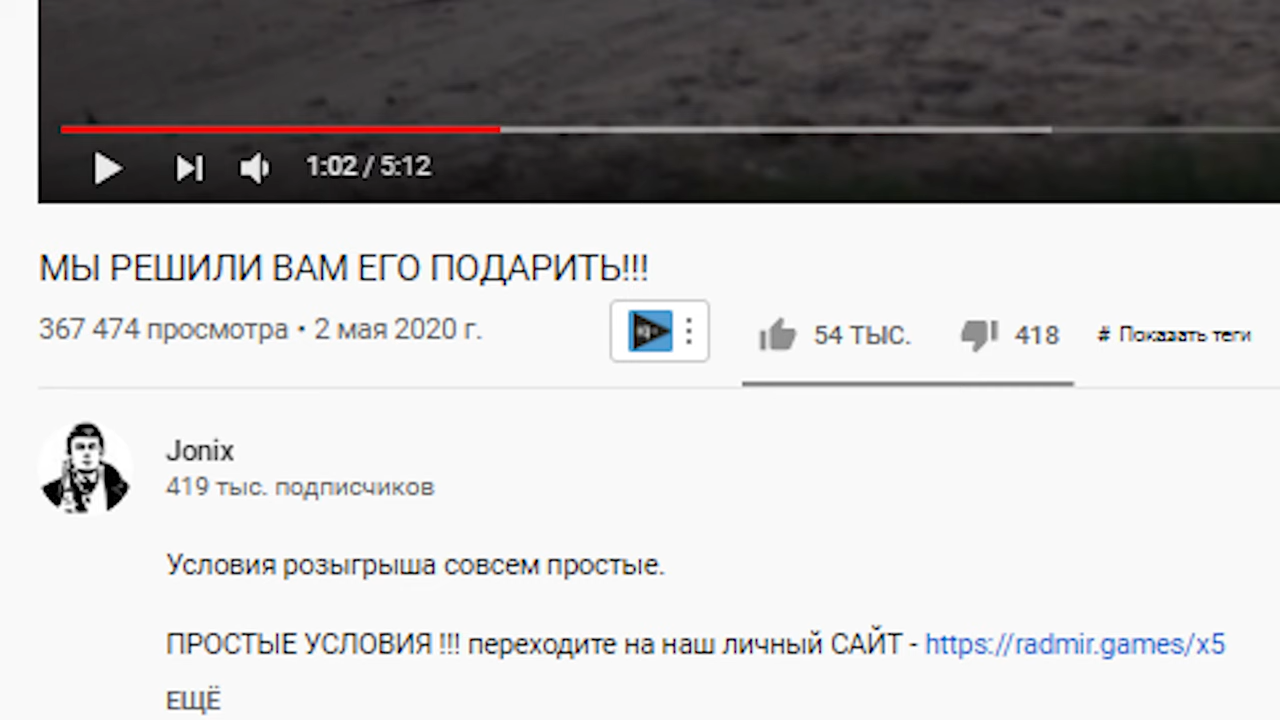 1:02 / 5:12
МЫ РЕШИЛИ ВАМ ЕГО ПОДАРИТЬ!!!
367 474 просмотра • 2 мая 2020 г.
54 ТЫС.
418
# Показать теги
Jonix
419 тыс. подписчиков
Условия розыгрыша совсем простые.
ПРОСТЫЕ УСЛОВИЯ !!! переходите на наш личный САЙТ - https://radmir.games/x5
ЕЩЁ